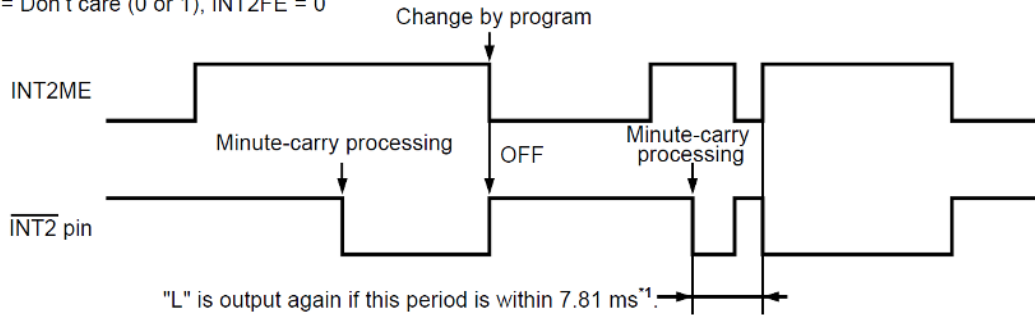 = Don't care (0 or 1), INT2FE = 0
Change by program
INT2ME
Minute-carry processing
OFF
Minute-carry
processing
INT2 pin
"L" is output again if this period is within 7.81 ms*1.